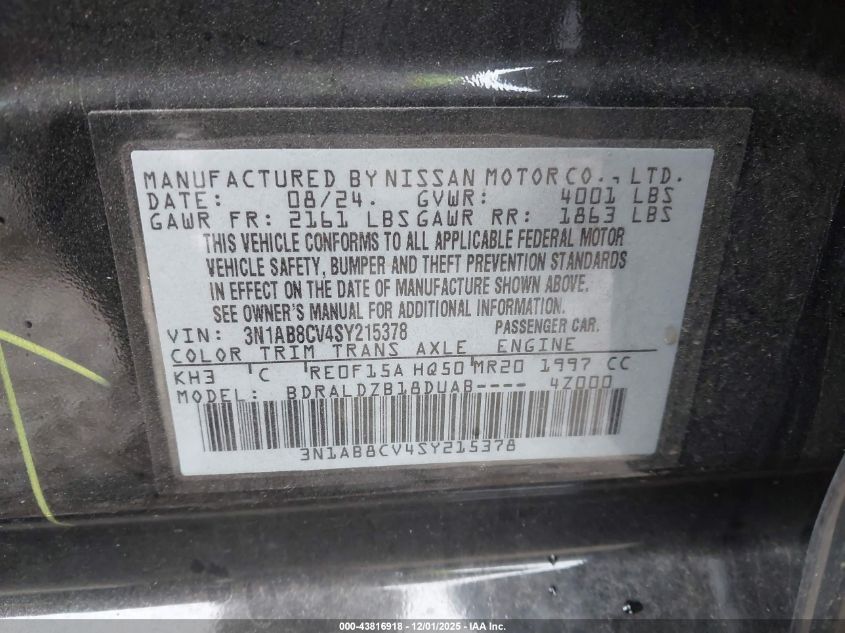 MANUFACTURED BY NISSAN MOTOR CO., LTD.
DATE: 08/24. GVWR: 4001 LBS
GAWR FR: 2161 LBS GAWR RR: 1863 LBS
THIS VEHICLE CONFORMS TO ALL APPLICABLE FEDERAL MOTOR
VEHICLE SAFETY, BUMPER AND THEFT PREVENTION STANDARDS
IN EFFECT ON THE DATE OF MANUFACTURE SHOWN ABOVE.
SEE OWNER'S MANUAL FOR ADDITIONAL INFORMATION.
VIN: 3N1AB8CV4SY215378 PASSENGER CAR.
COLOR TRIM TRANS AXLE ENGINE
KH3 C RE0F15A HQ50 MR20 1997 CC
MODEL: BDRALDZB18DUAB---- 4Z000
3N1AB8CV4SY215378
000-43816918 - 12/01/2025 - IAA Inc.